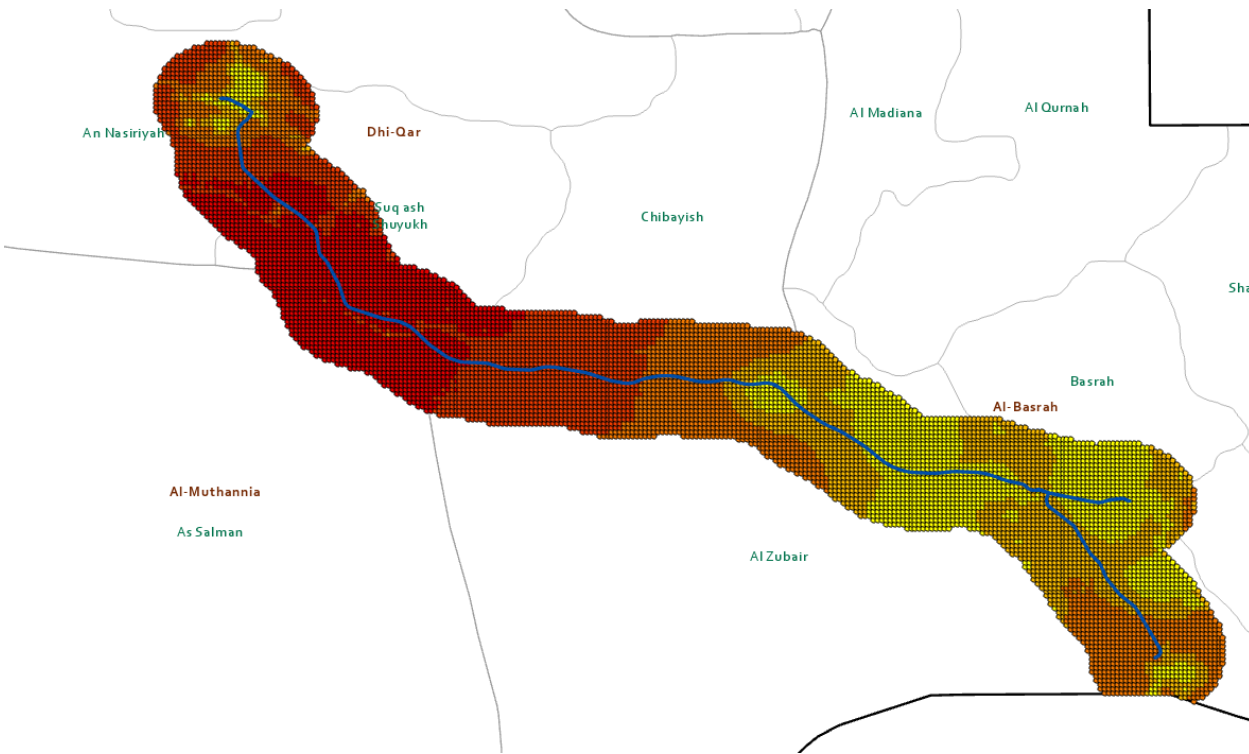 Al Qurnah
Al Madiana
An Nasiriyah
Dhi-Qar
Suq ash
Shuyukh
Chibayish
Sha
Basrah
Al-Basrah
Al-Muthannia
As Salman
Al Zubair